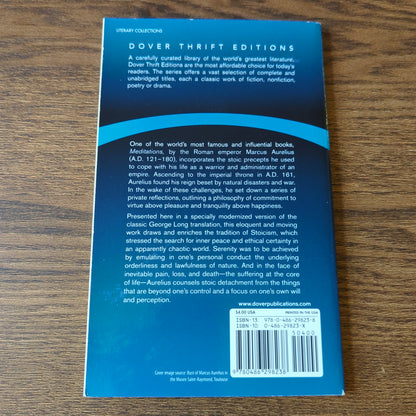 LITERARY COLLECTIONS
DOVER THRIFT EDITIONS
A carefully curated library of the world's greatest literature,
Dover Thrift Editions are the most affordable choice for today's
readers. The series offers a vast selection of complete and
unabridged titles, each a classic work of fiction, nonfiction,
poetry or drama.
One of the world's most famous and influential books,
Meditations, by the Roman emperor Marcus Aurelius
(A.D. 121–180), incorporates the stoic precepts he used
to cope with his life as a warrior and administrator of an
empire. Ascending to the imperial throne in A.D. 161,
Aurelius found his reign beset by natural disasters and war.
In the wake of these challenges, he set down a series of
private reflections, outlining a philosophy of commitment to
virtue above pleasure and tranquility above happiness.
Presented here in a specially modernized version of the
classic George Long translation, this eloquent and moving
work draws and enriches the tradition of Stoicism, which
stressed the search for inner peace and ethical certainty in
an apparently chaotic world. Serenity was to be achieved
by emulating in one's personal conduct the underlying
orderliness and lawfulness of nature. And in the face of
inevitable pain, loss, and death—the suffering at the core
of life—Aurelius counsels stoic detachment from the things
that are beyond one's control and a focus on one's own will
and perception.
www.doverpublications.com
$4.00 USA PRINTED IN THE USA
ISBN-13: 978-0-486-29823-8
ISBN-10: 0-486-29823-X
50400
9 780486 298238
Cover image source: Bust of Marcus Aurelius in
the Musée Saint-Raymond, Toulouse